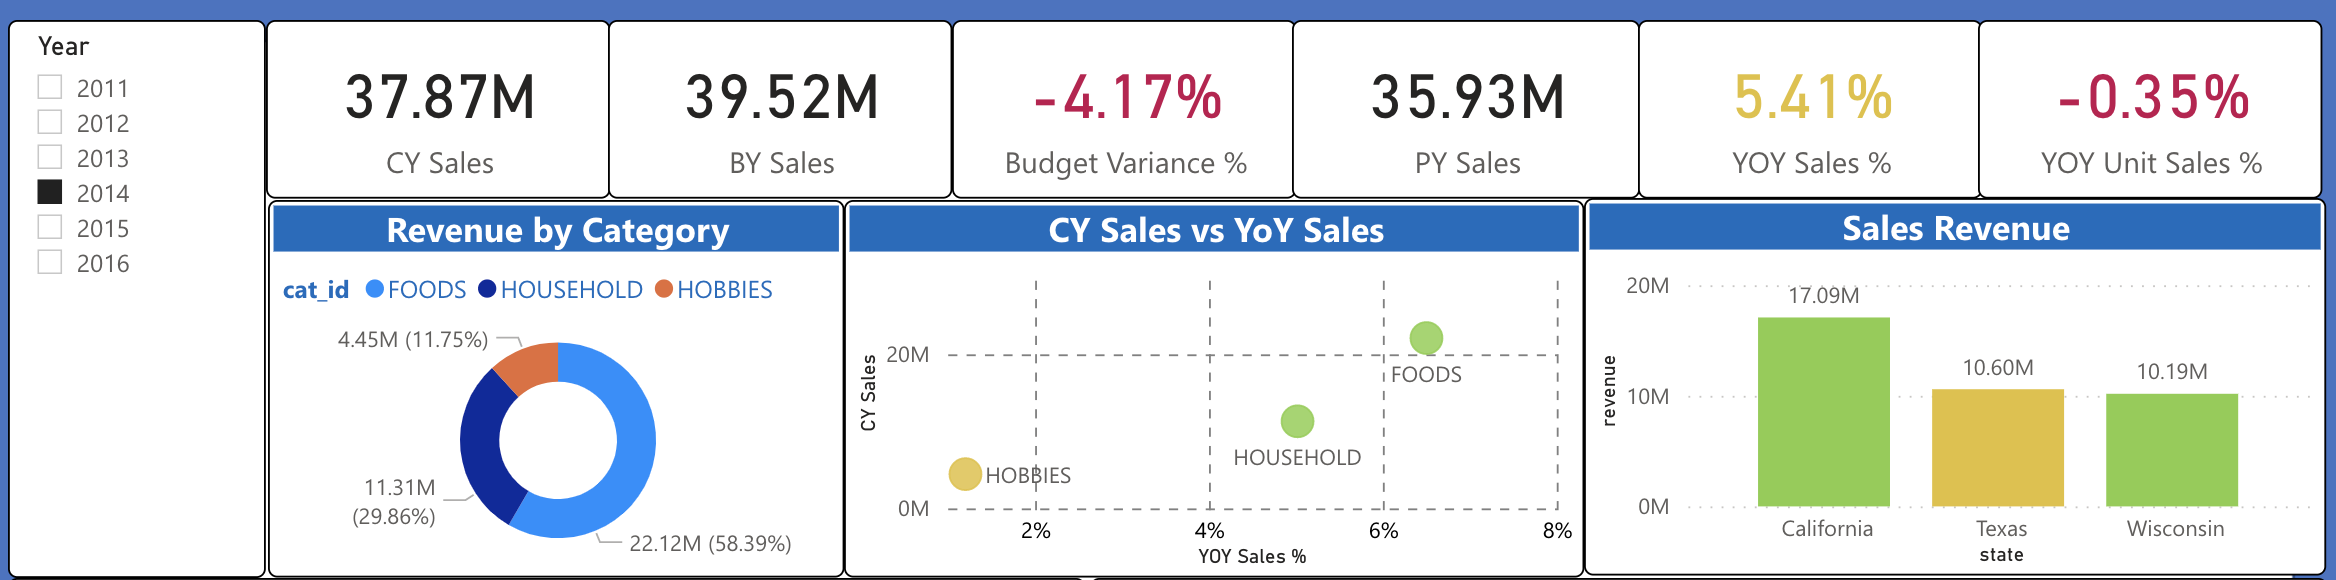 Year
2011
2012
2013
2014
2015
2016
37.87M
CY Sales
39.52M
BY Sales
-4.17%
Budget Variance %
35.93M
PY Sales
5.41%
YOY Sales %
-0.35%
YOY Unit Sales %
Revenue by Category
cat_id FOODS HOUSEHOLD HOBBIES
4.45M (11.75%)
11.31M
(29.86%)
22.12M (58.39%)
CY Sales vs YoY Sales
CY Sales
20M
0M
FOODS
HOUSEHOLD
HOBBIES
2% 4% 6% 8%
YOY Sales %
Sales Revenue
revenue
20M
10M
0M
17.09M
10.60M
10.19M
California Texas Wisconsin
state